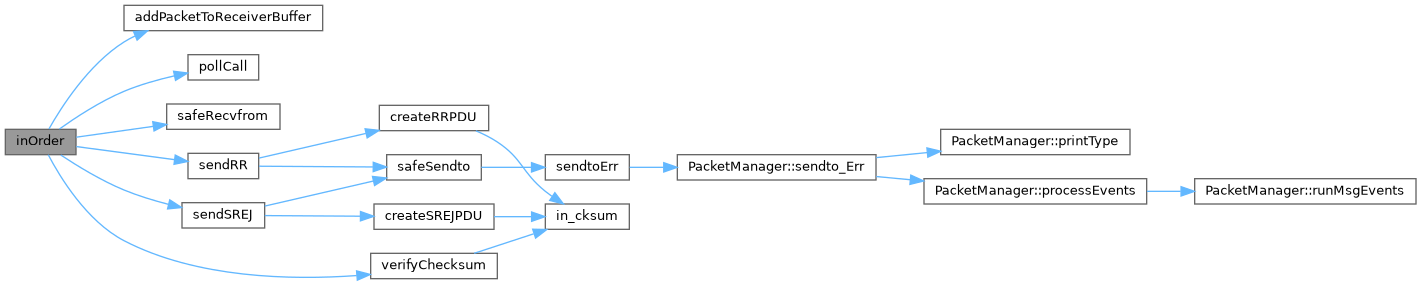 inOrder
addPacketToReceiverBuffer
pollCall
safeRecvfrom
sendRR
sendSREJ
verifyChecksum
createRRPDU
safeSendto
createSREJPDU
sendtoErr
in_cksum
PacketManager::sendto_Err
PacketManager::printType
PacketManager::processEvents
PacketManager::runMsgEvents